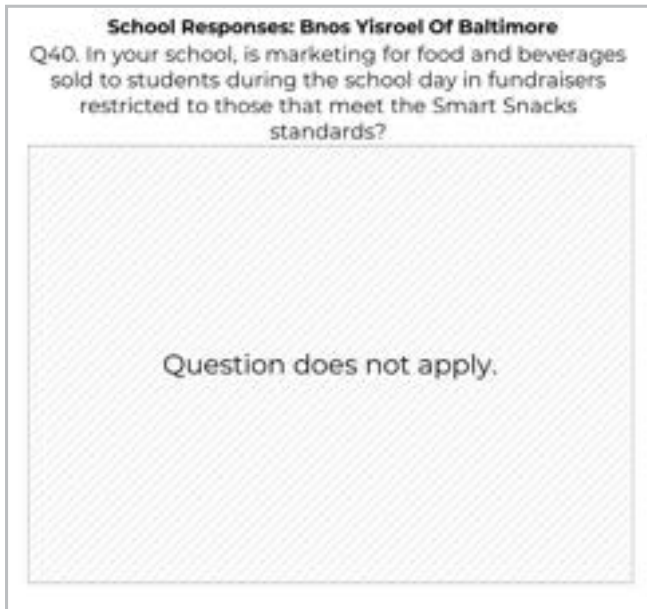 School Responses: Bnos Yisroel Of Baltimore
Q40. In your school, is marketing for food and beverages
sold to students during the school day in fundraisers
restricted to those that meet the Smart Snacks
standards?
Question does not apply.